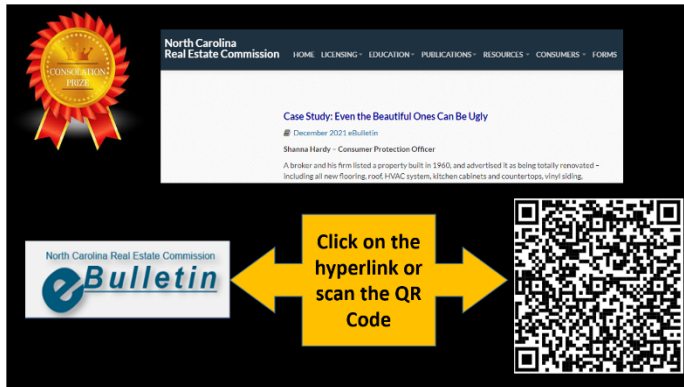 CONSOLATION
PRIZE
North Carolina
Real Estate Commission
HOME LICENSING EDUCATION PUBLICATIONS RESOURCES CONSUMERS FORMS
Case Study: Even the Beautiful Ones Can Be Ugly
December 2021 eBulletin
Shanna Hardy – Consumer Protection Officer
A broker and his firm listed a property built in 1960, and advertised it as being totally renovated –
including all new flooring, roof, HVAC system, kitchen cabinets and countertops, vinyl siding,
North Carolina Real Estate Commission
eBulletin
Click on the
hyperlink or
scan the QR
Code